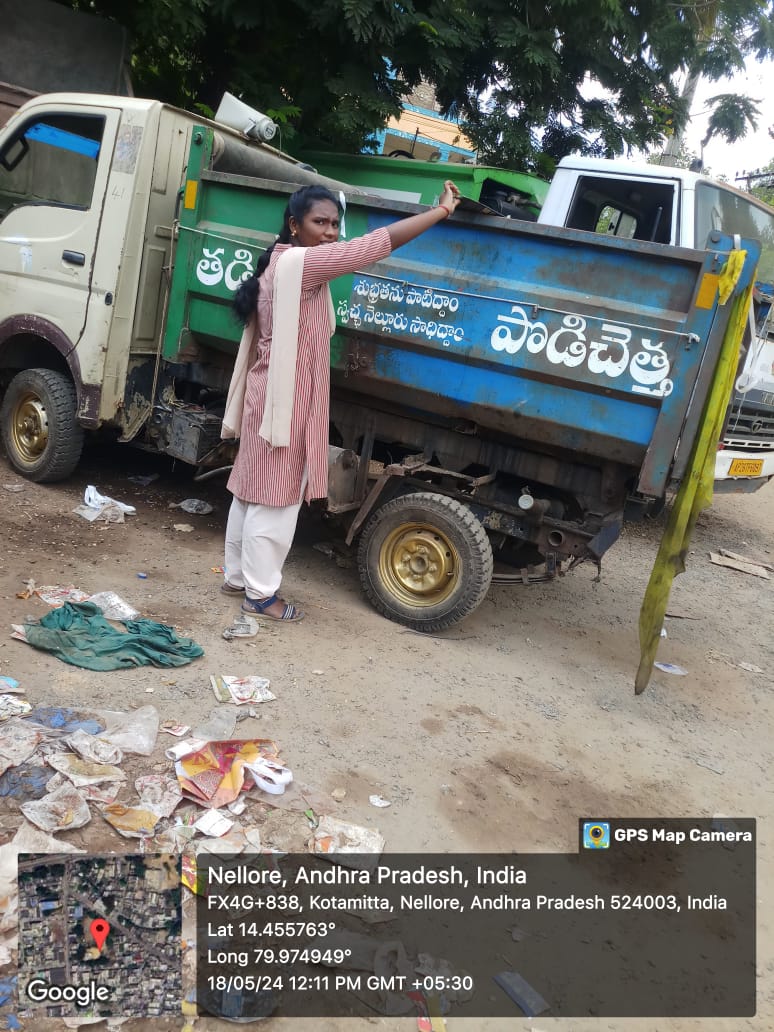 41
తడి
శుభ్రతను పాటిద్దాం
స్వచ్ఛ నెల్లూరు సాధిద్దాం
పొడిచెత్త
GPS Map Camera
Nellore, Andhra Pradesh, India
FX4G+838, Kotamitta, Nellore, Andhra Pradesh 524003, India
Lat 14.455763°
Long 79.974949°
18/05/24 12:11 PM GMT +05:30
Google